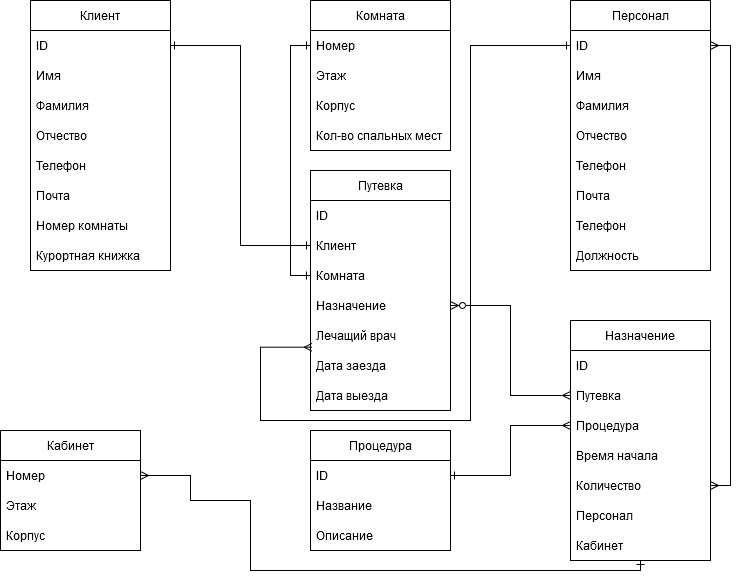 Клиент
ID
Имя
Фамилия
Отчество
Телефон
Почта
Номер комнаты
Курортная книжка
Комната
Номер
Этаж
Корпус
Кол-во спальных мест
Персонал
ID
Имя
Фамилия
Отчество
Телефон
Почта
Телефон
Должность
Путевка
ID
Клиент
Комната
Назначение
Лечащий врач
Дата заезда
Дата выезда
Назначение
ID
Путевка
Процедура
Время начала
Количество
Персонал
Кабинет
Кабинет
Номер
Этаж
Корпус
Процедура
ID
Название
Описание